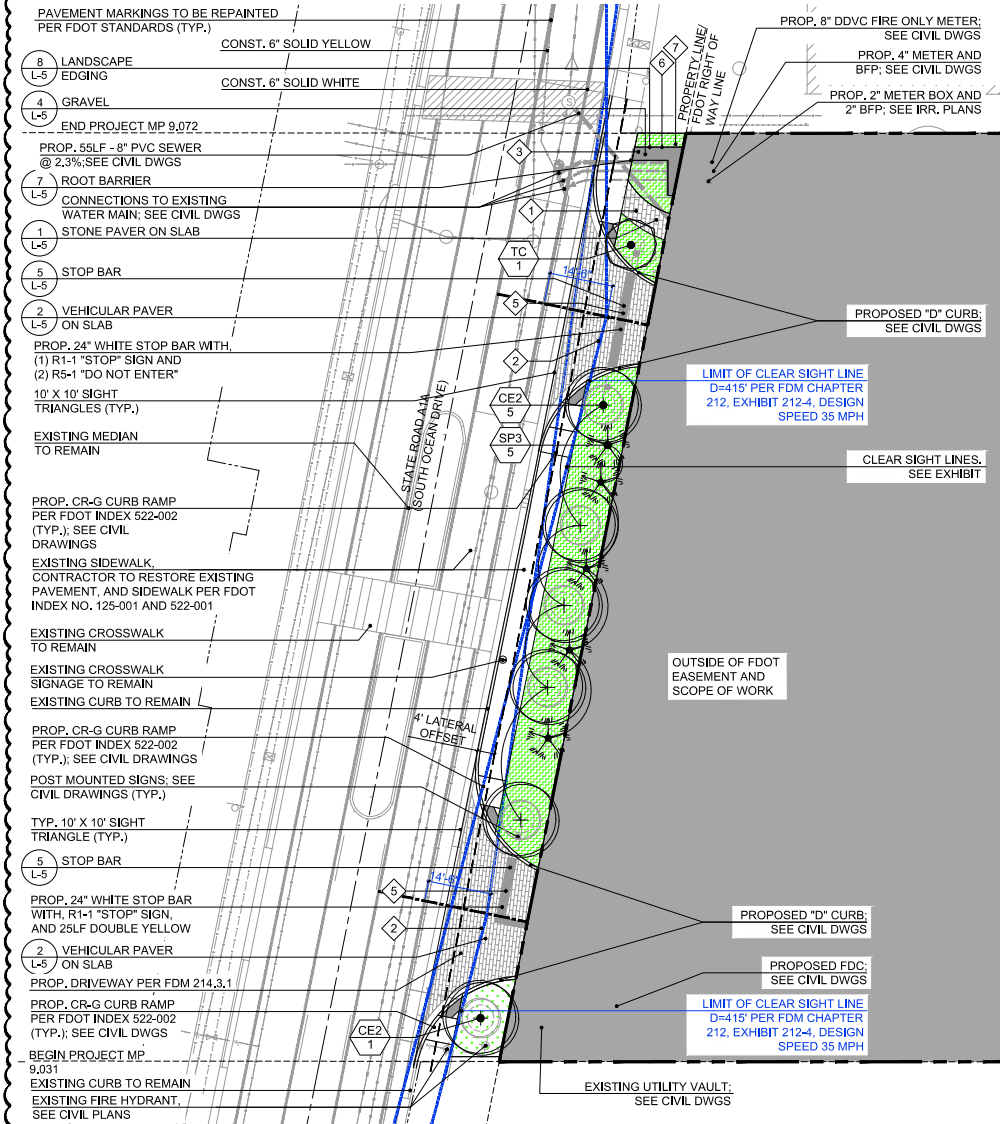 PAVEMENT MARKINGS TO BE REPAINTED
PER FDOT STANDARDS (TYP.)
CONST. 6" SOLID YELLOW
8
L-5
LANDSCAPE
EDGING
CONST. 6" SOLID WHITE
4
L-5
GRAVEL
END PROJECT MP 9.072
PROP. 55LF - 8" PVC SEWER
@ 2.3%;SEE CIVIL DWGS
7
L-5
ROOT BARRIER
CONNECTIONS TO EXISTING
WATER MAIN; SEE CIVIL DWGS
1
L-5
STONE PAVER ON SLAB
5
L-5
STOP BAR
2
L-5
VEHICULAR PAVER
ON SLAB
PROP. 24" WHITE STOP BAR WITH,
(1) R1-1 "STOP" SIGN AND
(2) R5-1 "DO NOT ENTER"
10' X 10' SIGHT
TRIANGLES (TYP.)
EXISTING MEDIAN
TO REMAIN
PROP. CR-G CURB RAMP
PER FDOT INDEX 522-002
(TYP.); SEE CIVIL
DRAWINGS
EXISTING SIDEWALK,
CONTRACTOR TO RESTORE EXISTING
PAVEMENT, AND SIDEWALK PER FDOT
INDEX NO. 125-001 AND 522-001
EXISTING CROSSWALK
TO REMAIN
EXISTING CROSSWALK
SIGNAGE TO REMAIN
EXISTING CURB TO REMAIN
PROP. CR-G CURB RAMP
PER FDOT INDEX 522-002
(TYP.); SEE CIVIL DRAWINGS
POST MOUNTED SIGNS; SEE
CIVIL DRAWINGS (TYP.)
TYP. 10' X 10' SIGHT
TRIANGLE (TYP.)
5
L-5
STOP BAR
PROP. 24" WHITE STOP BAR
WITH, R1-1 "STOP" SIGN,
AND 25LF DOUBLE YELLOW
2
L-5
VEHICULAR PAVER
ON SLAB
PROP. DRIVEWAY PER FDM 214.3.1
PROP. CR-G CURB RAMP
PER FDOT INDEX 522-002
(TYP.); SEE CIVIL DWGS
BEGIN PROJECT MP
9.031
EXISTING CURB TO REMAIN
EXISTING FIRE HYDRANT,
SEE CIVIL PLANS
STATE ROAD A1A
(SOUTH OCEAN DRIVE)
S
3
1
TC
1
14'-6"
5
2
CE2
5
SP3
5
4' LATERAL
OFFSET
14'-6"
5
2
CE2
1
6
7
PROPERTY LINE/
FDOT RIGHT OF
WAY LINE
PROP. 8" DDVC FIRE ONLY METER;
SEE CIVIL DWGS
PROP. 4" METER AND
BFP; SEE CIVIL DWGS
PROP. 2" METER BOX AND
2" BFP; SEE IRR. PLANS
PROPOSED "D" CURB;
SEE CIVIL DWGS
LIMIT OF CLEAR SIGHT LINE
D=415' PER FDM CHAPTER
212, EXHIBIT 212-4, DESIGN
SPEED 35 MPH
CLEAR SIGHT LINES.
SEE EXHIBIT
OUTSIDE OF FDOT
EASEMENT AND
SCOPE OF WORK
PROPOSED "D" CURB;
SEE CIVIL DWGS
PROPOSED FDC;
SEE CIVIL DWGS
LIMIT OF CLEAR SIGHT LINE
D=415' PER FDM CHAPTER
212, EXHIBIT 212-4, DESIGN
SPEED 35 MPH
EXISTING UTILITY VAULT;
SEE CIVIL DWGS